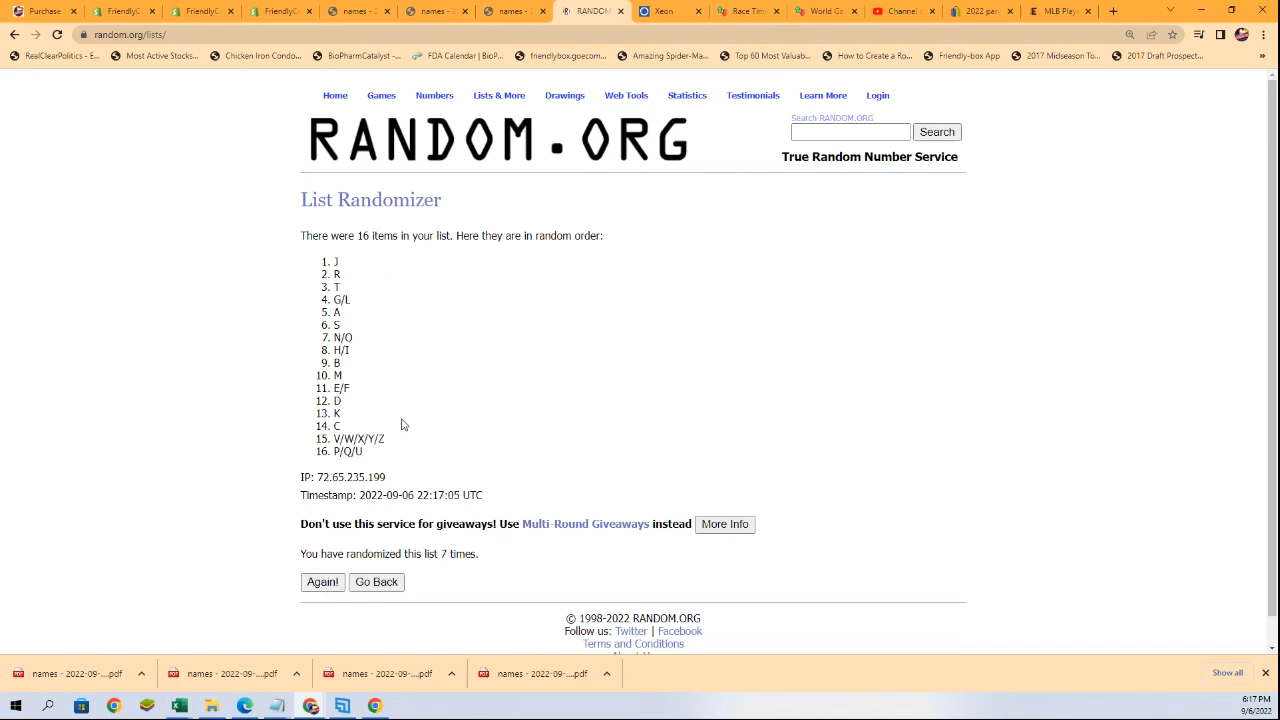 Purchase
FriendlyC
FriendlyC
FriendlyC
names - 2
names - 2
names - 2
RANDOM
Xeon
Race Time
World Ga
Channel c
2022 pan
MLB Playe
random.org/lists/
RealClearPolitics - E...
Most Active Stocks...
Chicken Iron Condo...
BioPharmCatalyst -...
FDA Calendar | BioP...
friendlybox.goecom...
Amazing Spider-Ma...
Top 60 Most Valuab...
How to Create a Ro...
Friendly-box App
2017 Midseason To...
2017 Draft Prospect...
Home Games Numbers Lists & More Drawings Web Tools Statistics Testimonials Learn More Login
RANDOM.ORG
Search RANDOM.ORG
Search
True Random Number Service
List Randomizer
There were 16 items in your list. Here they are in random order:
1. J
2. R
3. T
4. G/L
5. A
6. S
7. N/O
8. H/I
9. B
10. M
11. E/F
12. D
13. K
14. C
15. V/W/X/Y/Z
16. P/Q/U
IP: 72.65.235.199
Timestamp: 2022-09-06 22:17:05 UTC
Don't use this service for giveaways! Use Multi-Round Giveaways instead More Info
You have randomized this list 7 times.
Again! Go Back
© 1998-2022 RANDOM.ORG
Follow us: Twitter | Facebook
Terms and Conditions
names - 2022-09-....pdf
names - 2022-09-....pdf
names - 2022-09-....pdf
names - 2022-09-....pdf
Show all
6:17 PM
9/6/2022